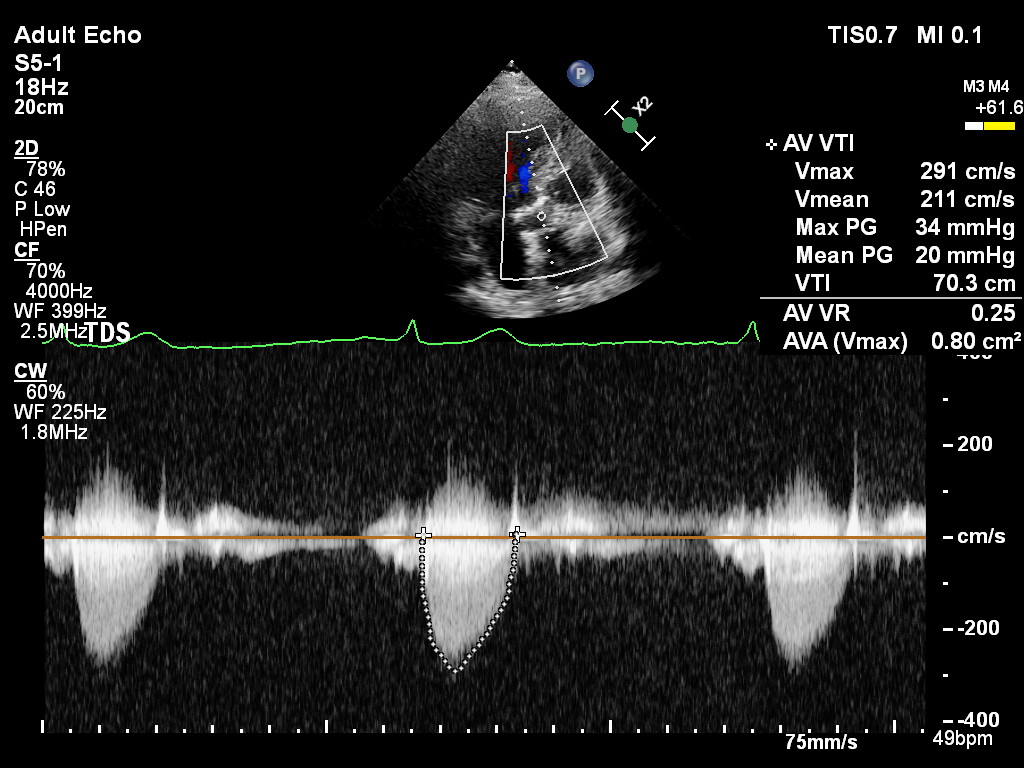 Adult Echo
TIS0.7 MI 0.1
S5-1
18Hz
20cm
P
X2
M3 M4
+61.6
2D
78%
C 46
P Low
HPen
CF
70%
4000Hz
WF 399Hz
2.5MHz
TDS
AV VTI
Vmax 291 cm/s
Vmean 211 cm/s
Max PG 34 mmHg
Mean PG 20 mmHg
VTI 70.3 cm
AV VR 0.25
AVA (Vmax) 0.80 cm²
CW
60%
WF 225Hz
1.8MHz
400
200
cm/s
-200
-400
75mm/s
49bpm